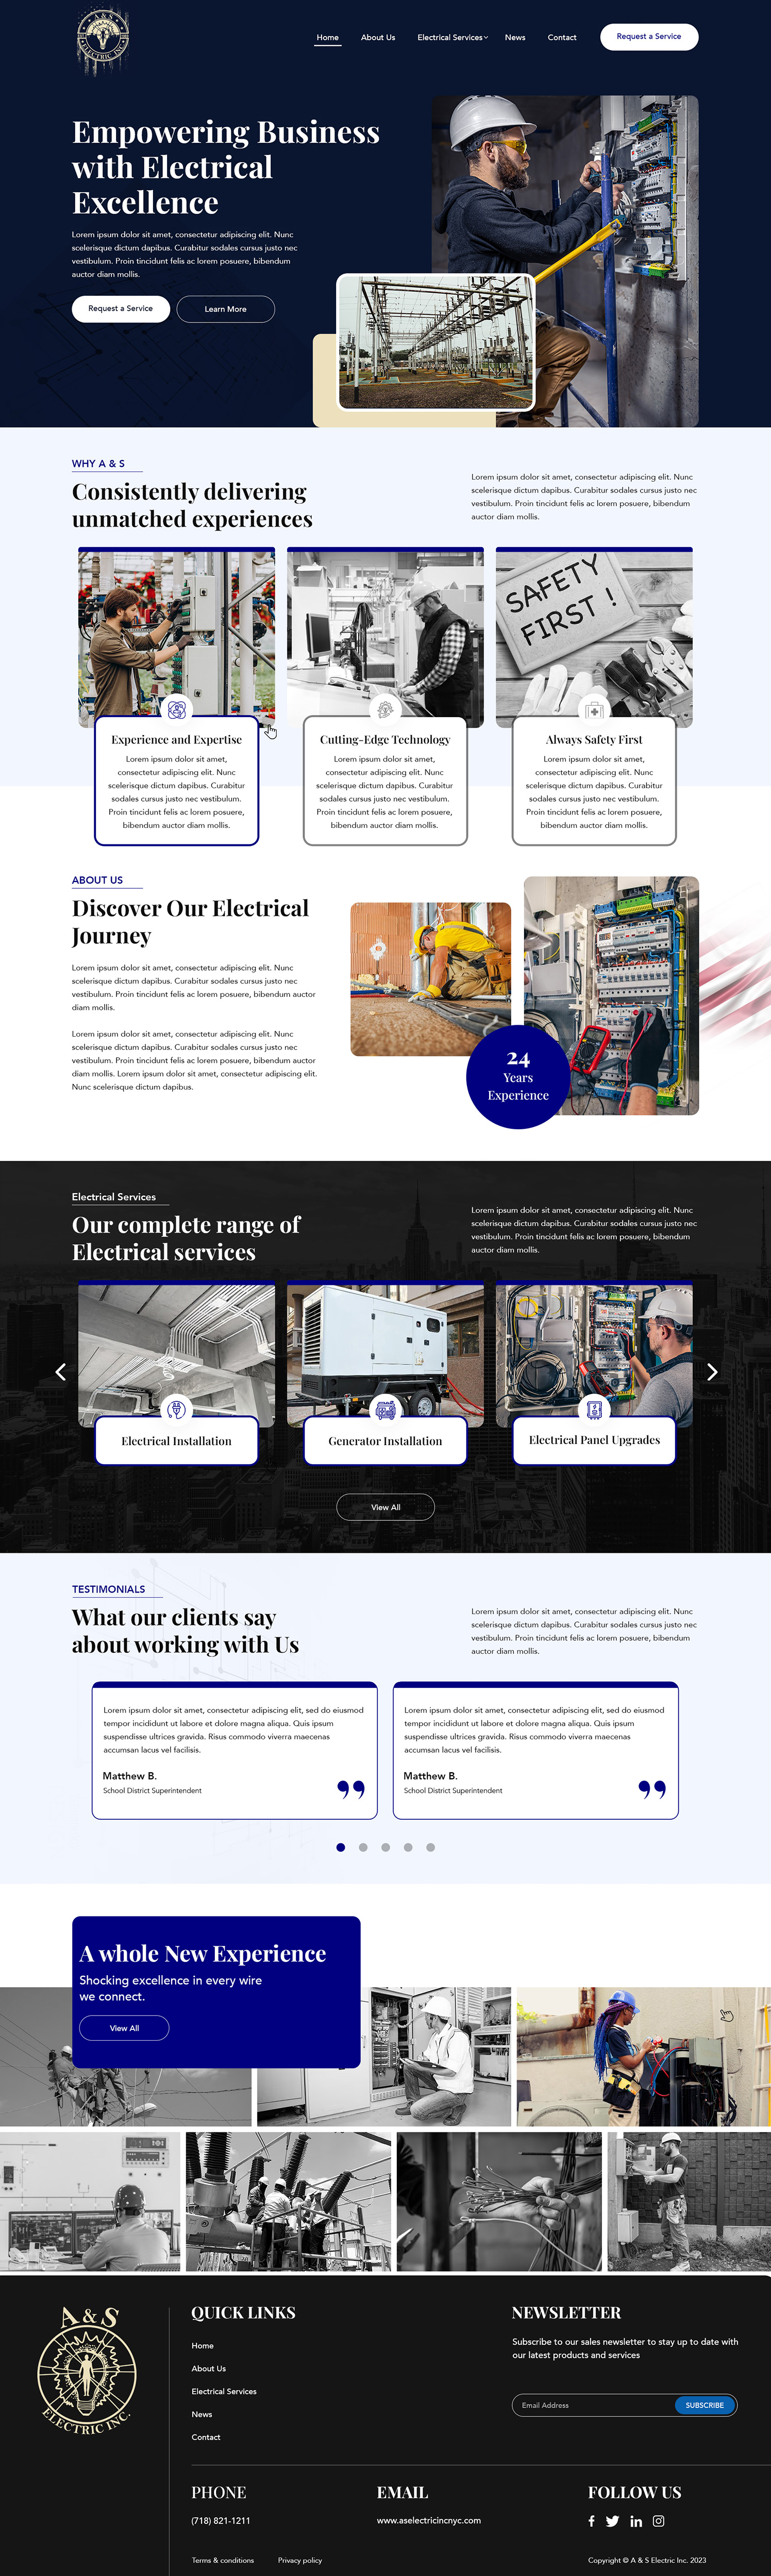 A & S
ELECTRIC INC.
Home
About Us
Electrical Services
News
Contact
Request a Service
Empowering Business
with Electrical
Excellence
Lorem ipsum dolor sit amet, consectetur adipiscing elit. Nunc
scelerisque dictum dapibus. Curabitur sodales cursus justo nec
vestibulum. Proin tincidunt felis ac lorem posuere, bibendum
auctor diam mollis.
Request a Service
Learn More
WHY A & S
Consistently delivering
unmatched experiences
Lorem ipsum dolor sit amet, consectetur adipiscing elit. Nunc
scelerisque dictum dapibus. Curabitur sodales cursus justo nec
vestibulum. Proin tincidunt felis ac lorem posuere, bibendum
auctor diam mollis.
SAFETY
FIRST !
Experience and Expertise
Lorem ipsum dolor sit amet,
consectetur adipiscing elit. Nunc
scelerisque dictum dapibus. Curabitur
sodales cursus justo nec vestibulum.
Proin tincidunt felis ac lorem posuere,
bibendum auctor diam mollis.
Cutting-Edge Technology
Lorem ipsum dolor sit amet,
consectetur adipiscing elit. Nunc
scelerisque dictum dapibus. Curabitur
sodales cursus justo nec vestibulum.
Proin tincidunt felis ac lorem posuere,
bibendum auctor diam mollis.
Always Safety First
Lorem ipsum dolor sit amet,
consectetur adipiscing elit. Nunc
scelerisque dictum dapibus. Curabitur
sodales cursus justo nec vestibulum.
Proin tincidunt felis ac lorem posuere,
bibendum auctor diam mollis.
ABOUT US
Discover Our Electrical
Journey
Lorem ipsum dolor sit amet, consectetur adipiscing elit. Nunc
scelerisque dictum dapibus. Curabitur sodales cursus justo nec
vestibulum. Proin tincidunt felis ac lorem posuere, bibendum auctor
diam mollis.
Lorem ipsum dolor sit amet, consectetur adipiscing elit. Nunc
scelerisque dictum dapibus. Curabitur sodales cursus justo nec
vestibulum. Proin tincidunt felis ac lorem posuere, bibendum auctor
diam mollis. Lorem ipsum dolor sit amet, consectetur adipiscing elit.
Nunc scelerisque dictum dapibus.
24
Years
Experience
Electrical Services
Our complete range of
Electrical services
Lorem ipsum dolor sit amet, consectetur adipiscing elit. Nunc
scelerisque dictum dapibus. Curabitur sodales cursus justo nec
vestibulum. Proin tincidunt felis ac lorem posuere, bibendum
auctor diam mollis.
Electrical Installation
Generator Installation
Electrical Panel Upgrades
View All
TESTIMONIALS
What our clients say
about working with Us
Lorem ipsum dolor sit amet, consectetur adipiscing elit. Nunc
scelerisque dictum dapibus. Curabitur sodales cursus justo nec
vestibulum. Proin tincidunt felis ac lorem posuere, bibendum
auctor diam mollis.
Lorem ipsum dolor sit amet, consectetur adipiscing elit, sed do eiusmod
tempor incididunt ut labore et dolore magna aliqua. Quis ipsum
suspendisse ultrices gravida. Risus commodo viverra maecenas
accumsan lacus vel facilisis.
Matthew B.
School District Superintendent
Lorem ipsum dolor sit amet, consectetur adipiscing elit, sed do eiusmod
tempor incididunt ut labore et dolore magna aliqua. Quis ipsum
suspendisse ultrices gravida. Risus commodo viverra maecenas
accumsan lacus vel facilisis.
Matthew B.
School District Superintendent
A whole New Experience
Shocking excellence in every wire
we connect.
View All
A & S
ELECTRIC INC.
QUICK LINKS
Home
About Us
Electrical Services
News
Contact
NEWSLETTER
Subscribe to our sales newsletter to stay up to date with
our latest products and services
Email Address
SUBSCRIBE
PHONE
(718) 821-1211
EMAIL
www.aselectricincnyc.com
FOLLOW US
Terms & conditions
Privacy policy
Copyright © A & S Electric Inc. 2023